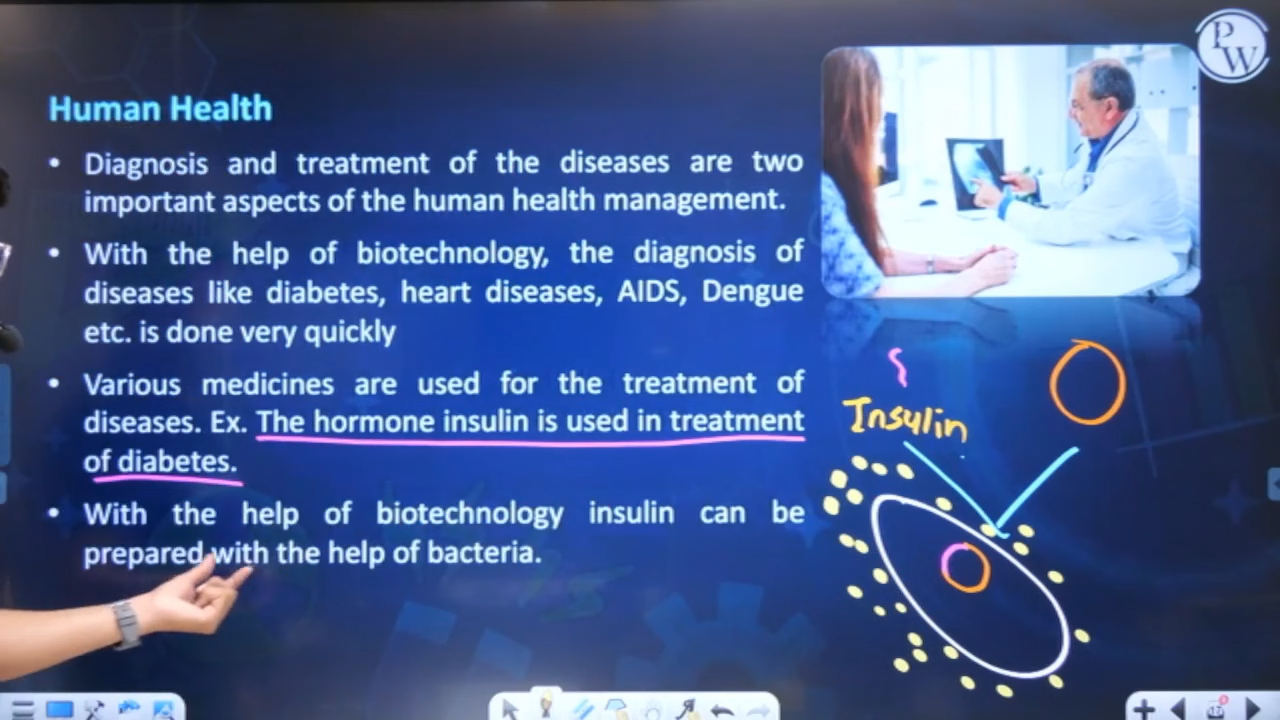 PW
Human Health
• Diagnosis and treatment of the diseases are two
important aspects of the human health management.
• With the help of biotechnology, the diagnosis of
diseases like diabetes, heart diseases, AIDS, Dengue
etc. is done very quickly
• Various medicines are used for the treatment of
diseases. Ex. The hormone insulin is used in treatment
of diabetes.
• With the help of biotechnology insulin can be
prepared with the help of bacteria.
Insulin